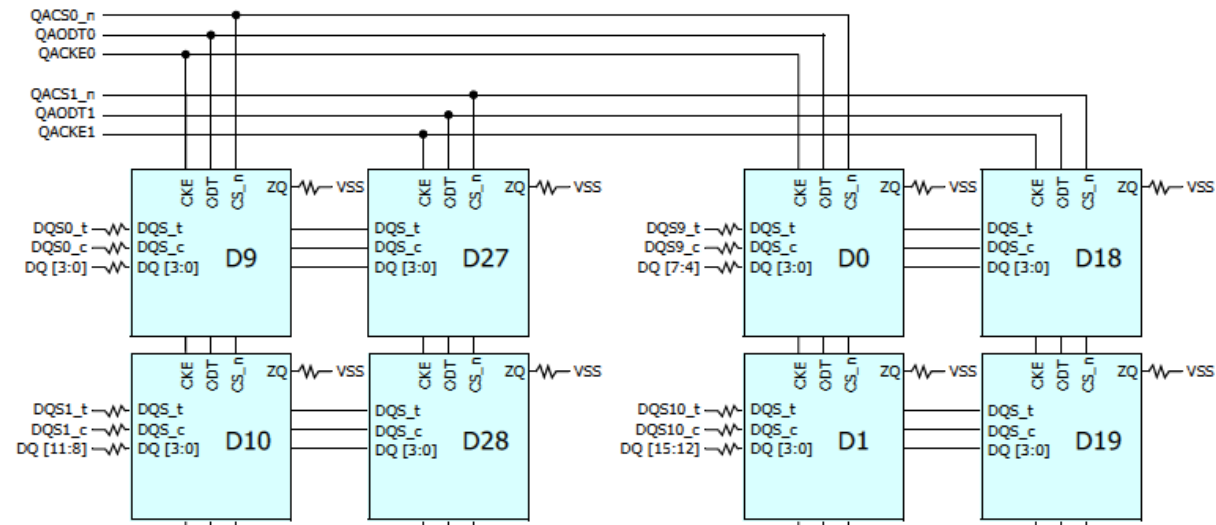 QACS0_n
QAODT0
QACKE0
QACS1_n
QAODT1
QACKE1
CKE ODT CS_n ZQ VSS
CKE ODT CS_n ZQ VSS
CKE ODT CS_n ZQ VSS
CKE ODT CS_n ZQ VSS
DQS0_t DQS_t DQS_t DQS9_t DQS_t DQS_t
DQS0_c DQS_c DQS_c DQS9_c DQS_c DQS_c
DQ [3:0] DQ [3:0] D9 DQ [3:0] D27 DQ [7:4] DQ [3:0] D0 DQ [3:0] D18
CKE ODT CS_n ZQ VSS
CKE ODT CS_n ZQ VSS
CKE ODT CS_n ZQ VSS
CKE ODT CS_n ZQ VSS
DQS1_t DQS_t DQS_t DQS10_t DQS_t DQS_t
DQS1_c DQS_c DQS_c DQS10_c DQS_c DQS_c
DQ [11:8] DQ [3:0] D10 DQ [3:0] D28 DQ [15:12] DQ [3:0] D1 DQ [3:0] D19